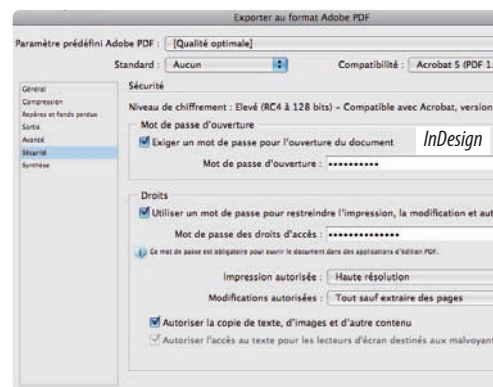 Exporter au format Adobe PDF
Paramètre prédéfini Adobe PDF : [Qualité optimale]
Standard : Aucun Compatibilité : Acrobat 5 (PDF 1.
Général
Compression
Repères et fonds perdus
Sortie
Avancé
Sécurité
Synthèse
Sécurité
Niveau de chiffrement : Elevé (RC4 à 128 bits) – Compatible avec Acrobat, version
Mot de passe d'ouverture
InDesign
Exiger un mot de passe pour l'ouverture du document
Mot de passe d'ouverture : ••••••••••
Droits
Utiliser un mot de passe pour restreindre l'impression, la modification et aut
Mot de passe des droits d'accès : ••••••••••••••
Ce mot de passe est obligatoire pour ouvrir le document dans des applications d'édition PDF.
Impression autorisée : Haute résolution
Modifications autorisées : Tout sauf extraire des pages
Autoriser la copie de texte, d'images et d'autre contenu
Autoriser l'accès au texte pour les lecteurs d'écran destinés aux malvoyant